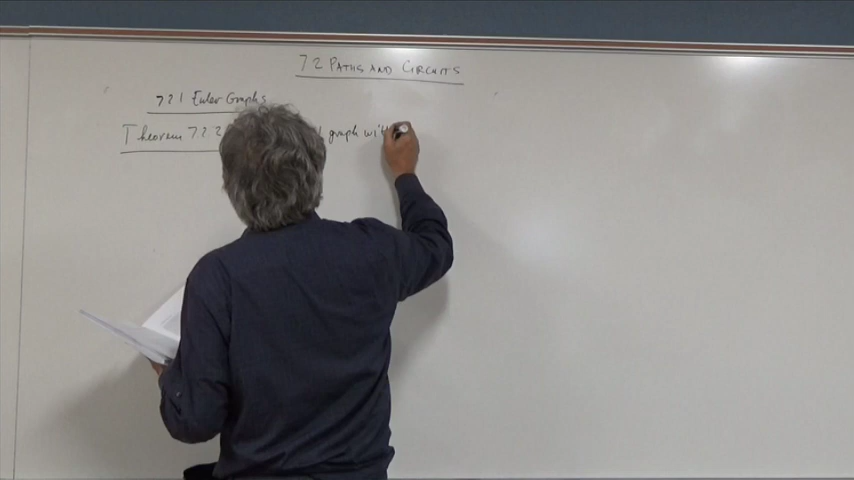 7.2 PATHS AND CIRCUITS
7.2.1 Euler Graphs
Theorem 7.2.2 graph with